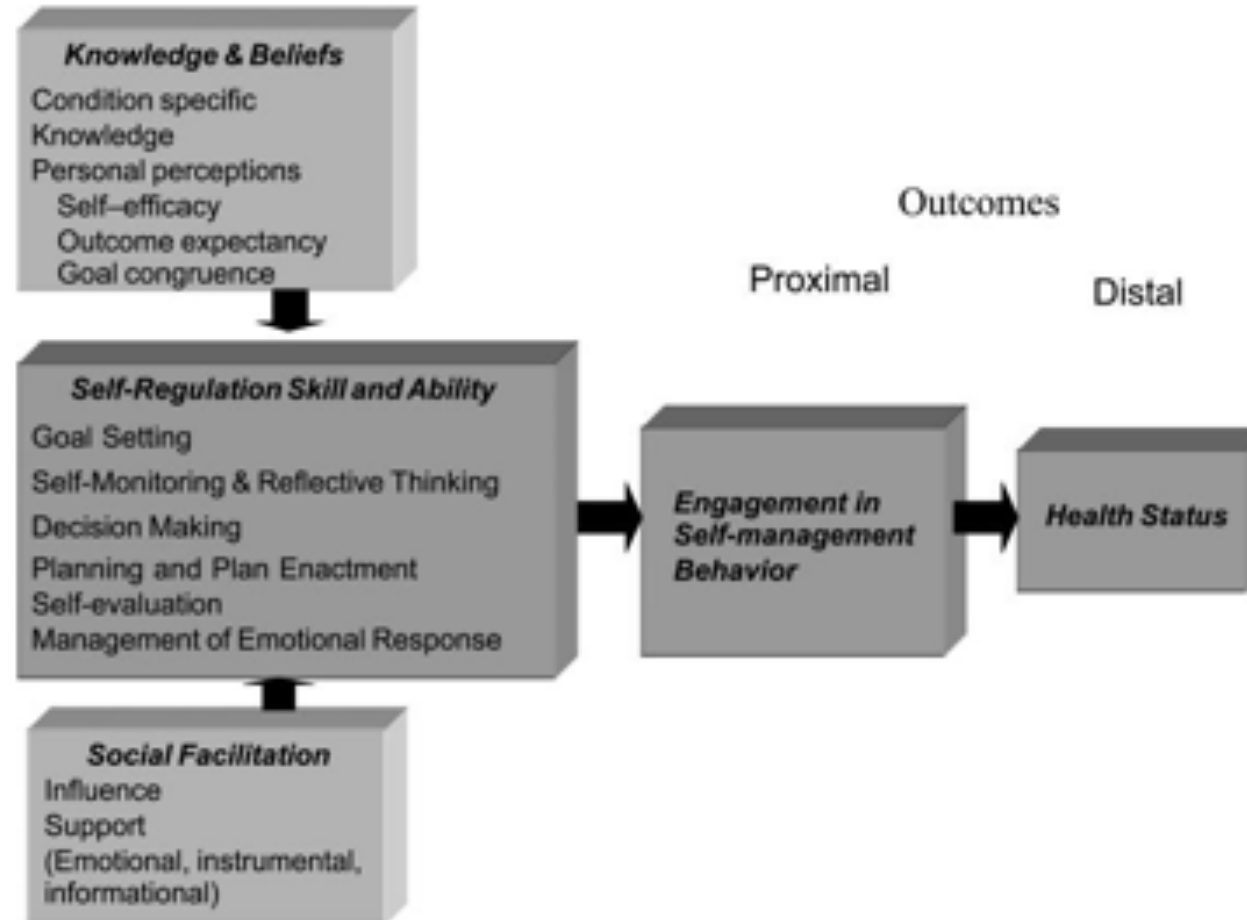 Knowledge & Beliefs
Condition specific
Knowledge
Personal perceptions
Self–efficacy
Outcome expectancy
Goal congruence
Outcomes
Proximal
Distal
Self-Regulation Skill and Ability
Goal Setting
Self-Monitoring & Reflective Thinking
Decision Making
Planning and Plan Enactment
Self-evaluation
Management of Emotional Response
Engagement in
Self-management
Behavior
Health Status
Social Facilitation
Influence
Support
(Emotional, instrumental,
informational)